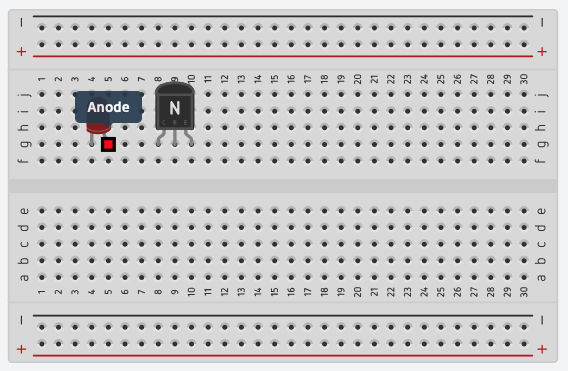 − −
+ +
1 2 3 4 5 6 7 8 9 10 11 12 13 14 15 16 17 18 19 20 21 22 23 24 25 26 27 28 29 30
j j
i i
Anode N
h h
C B E
g g
f f
e e
d d
c c
b b
a a
1 2 3 4 5 6 7 8 9 10 11 12 13 14 15 16 17 18 19 20 21 22 23 24 25 26 27 28 29 30
− −
+ +